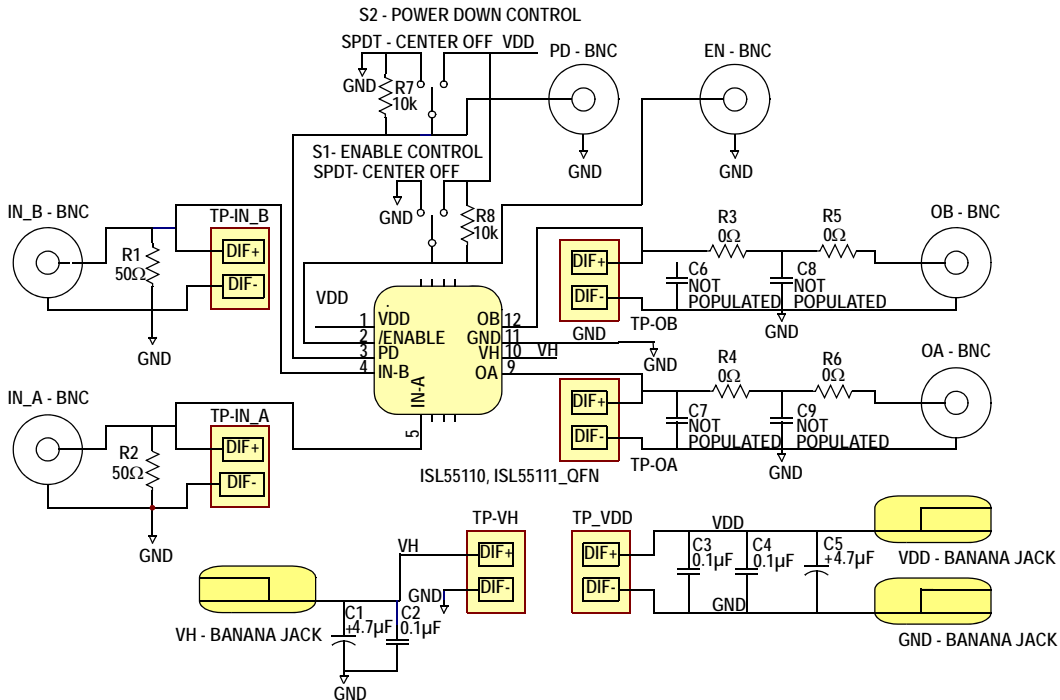 S2 - POWER DOWN CONTROL
SPDT - CENTER OFF
VDD
PD - BNC
EN - BNC
GND
R7
10k
GND
GND
S1- ENABLE CONTROL
SPDT- CENTER OFF
GND
R8
10k
IN_B - BNC
TP-IN_B
DIF+
DIF-
R1
50Ω
GND
VDD
1
2
3
4
VDD
/ENABLE
PD
IN-B
IN-A
5
OB
GND
VH
OA
12
11
10
9
VH
GND
DIF+
DIF-
GND
TP-OB
R3
0Ω
R5
0Ω
OB - BNC
C6
NOT
POPULATED
C8
NOT
POPULATED
GND
IN_A - BNC
TP-IN_A
DIF+
DIF-
R2
50Ω
GND
DIF+
DIF-
TP-OA
R4
0Ω
R6
0Ω
OA - BNC
C7
NOT
POPULATED
C9
NOT
POPULATED
GND
ISL55110, ISL55111_QFN
TP-VH
DIF+
DIF-
VH
GND
VH - BANANA JACK
C1
+4.7µF
C2
0.1µF
GND
TP_VDD
DIF+
DIF-
VDD
C3
0.1µF
C4
0.1µF
C5
+4.7µF
GND
VDD - BANANA JACK
GND - BANANA JACK